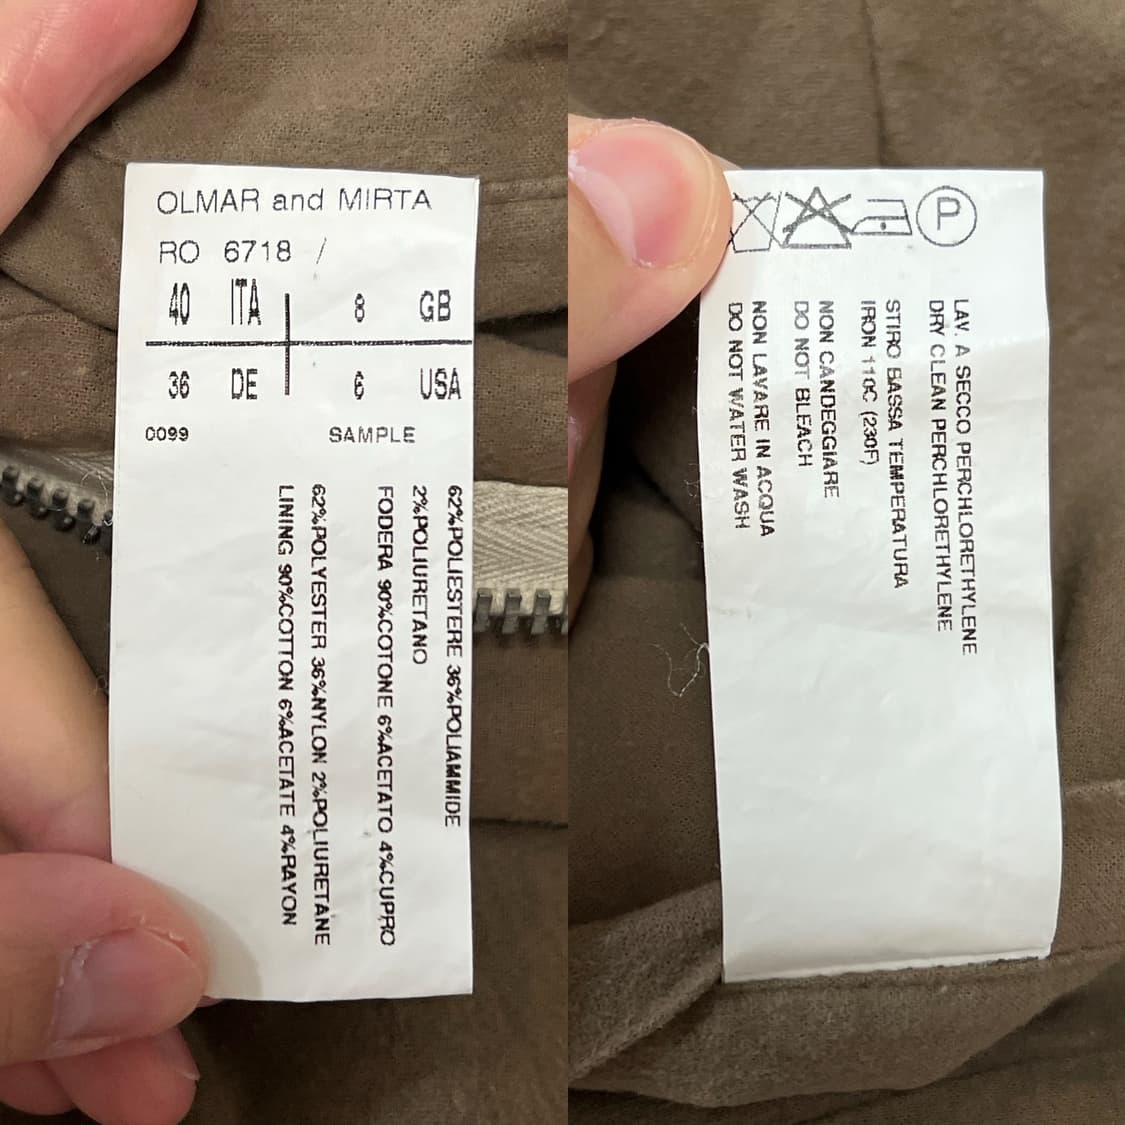 OLMAR and MIRTA
RO 6718 /
40 ITA 8 GB
36 DE 6 USA
0099 SAMPLE
62%POLIESTERE 36%POLIAMMIDE
2%POLIURETANO
FODERA 90%COTONE 6%ACETATO 4%CUPRO
62%POLYESTER 36%NYLON 2%POLIURETANE
LINING 90%COTTON 6%ACETATE 4%RAYON
P
LAV. A SECCO PERCHLORETHYLENE
DRY CLEAN PERCHLORETHYLENE
STIRO BASSA TEMPERATURA
IRON 110C (230F)
NON CANDEGGIARE
DO NOT BLEACH
NON LAVARE IN ACQUA
DO NOT WATER WASH